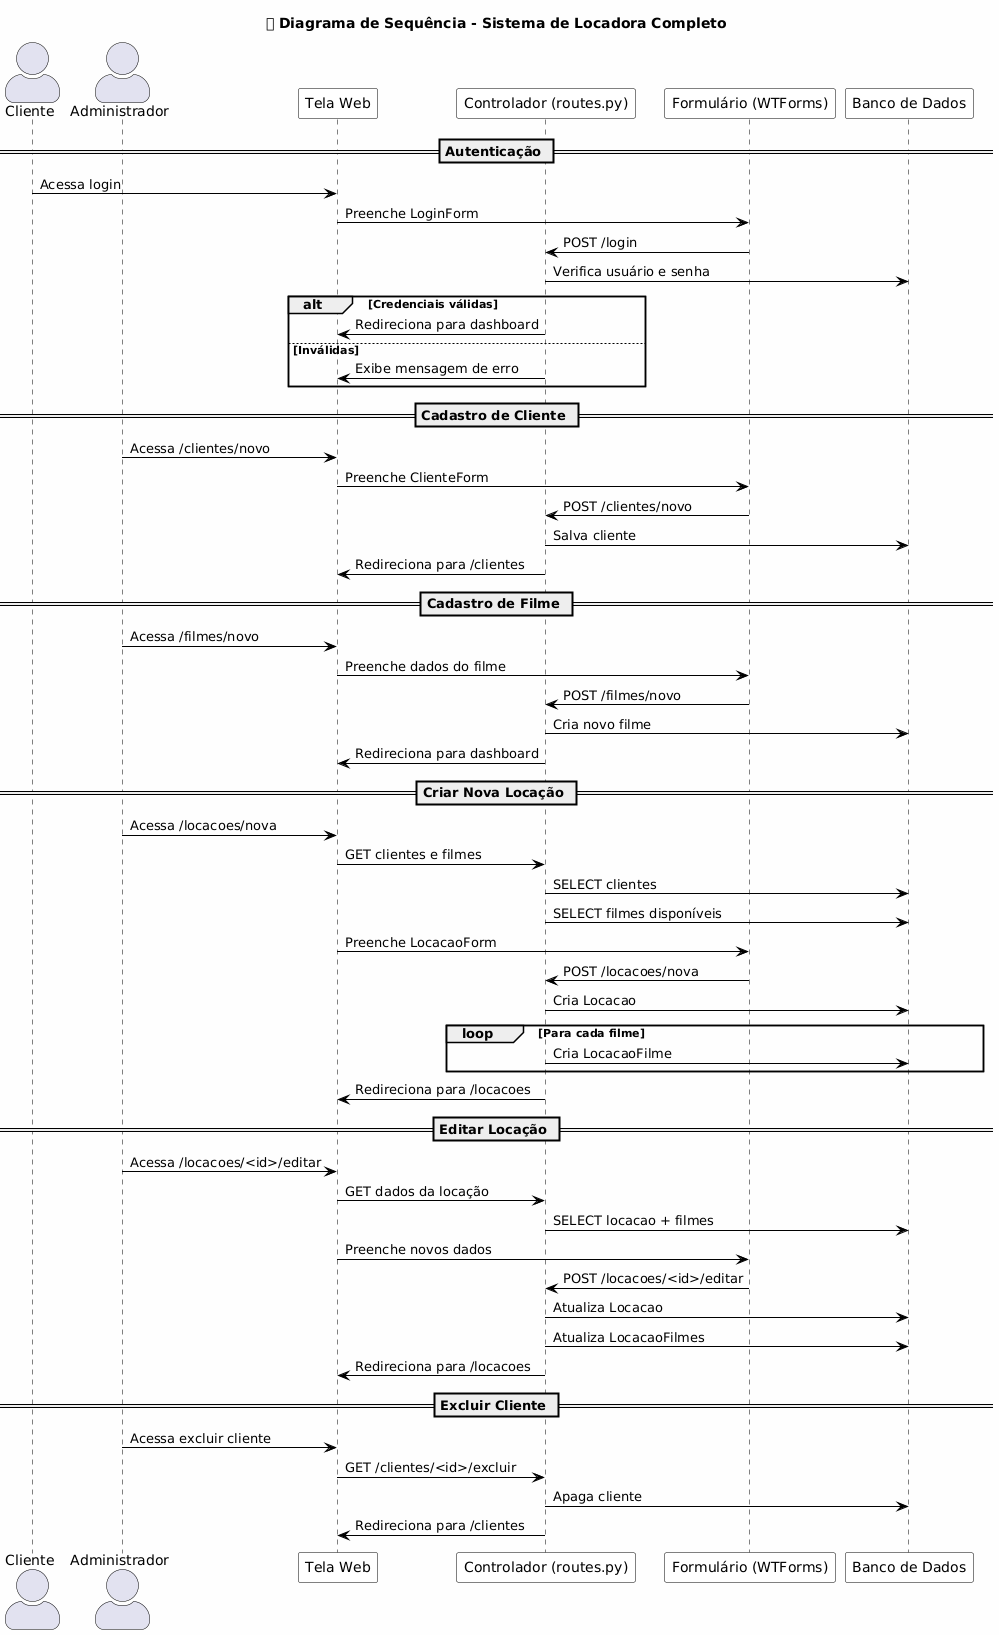 Diagrama de Sequência - Sistema de Locadora Completo
Cliente
Administrador
Tela Web
Controlador (routes.py)
Formulário (WTForms)
Banco de Dados
Autenticação
Acessa login
Preenche LoginForm
POST /login
Verifica usuário e senha
alt
[Credenciais válidas]
Redireciona para dashboard
[Inválidas]
Exibe mensagem de erro
Cadastro de Cliente
Acessa /clientes/novo
Preenche ClienteForm
POST /clientes/novo
Salva cliente
Redireciona para /clientes
Cadastro de Filme
Acessa /filmes/novo
Preenche dados do filme
POST /filmes/novo
Cria novo filme
Redireciona para dashboard
Criar Nova Locação
Acessa /locacoes/nova
GET clientes e filmes
SELECT clientes
SELECT filmes disponíveis
Preenche LocacaoForm
POST /locacoes/nova
Cria Locacao
loop
[Para cada filme]
Cria LocacaoFilme
Redireciona para /locacoes
Editar Locação
Acessa /locacoes/<id>/editar
GET dados da locação
SELECT locacao + filmes
Preenche novos dados
POST /locacoes/<id>/editar
Atualiza Locacao
Atualiza LocacaoFilmes
Redireciona para /locacoes
Excluir Cliente
Acessa excluir cliente
GET /clientes/<id>/excluir
Apaga cliente
Redireciona para /clientes
Cliente
Administrador
Tela Web
Controlador (routes.py)
Formulário (WTForms)
Banco de Dados